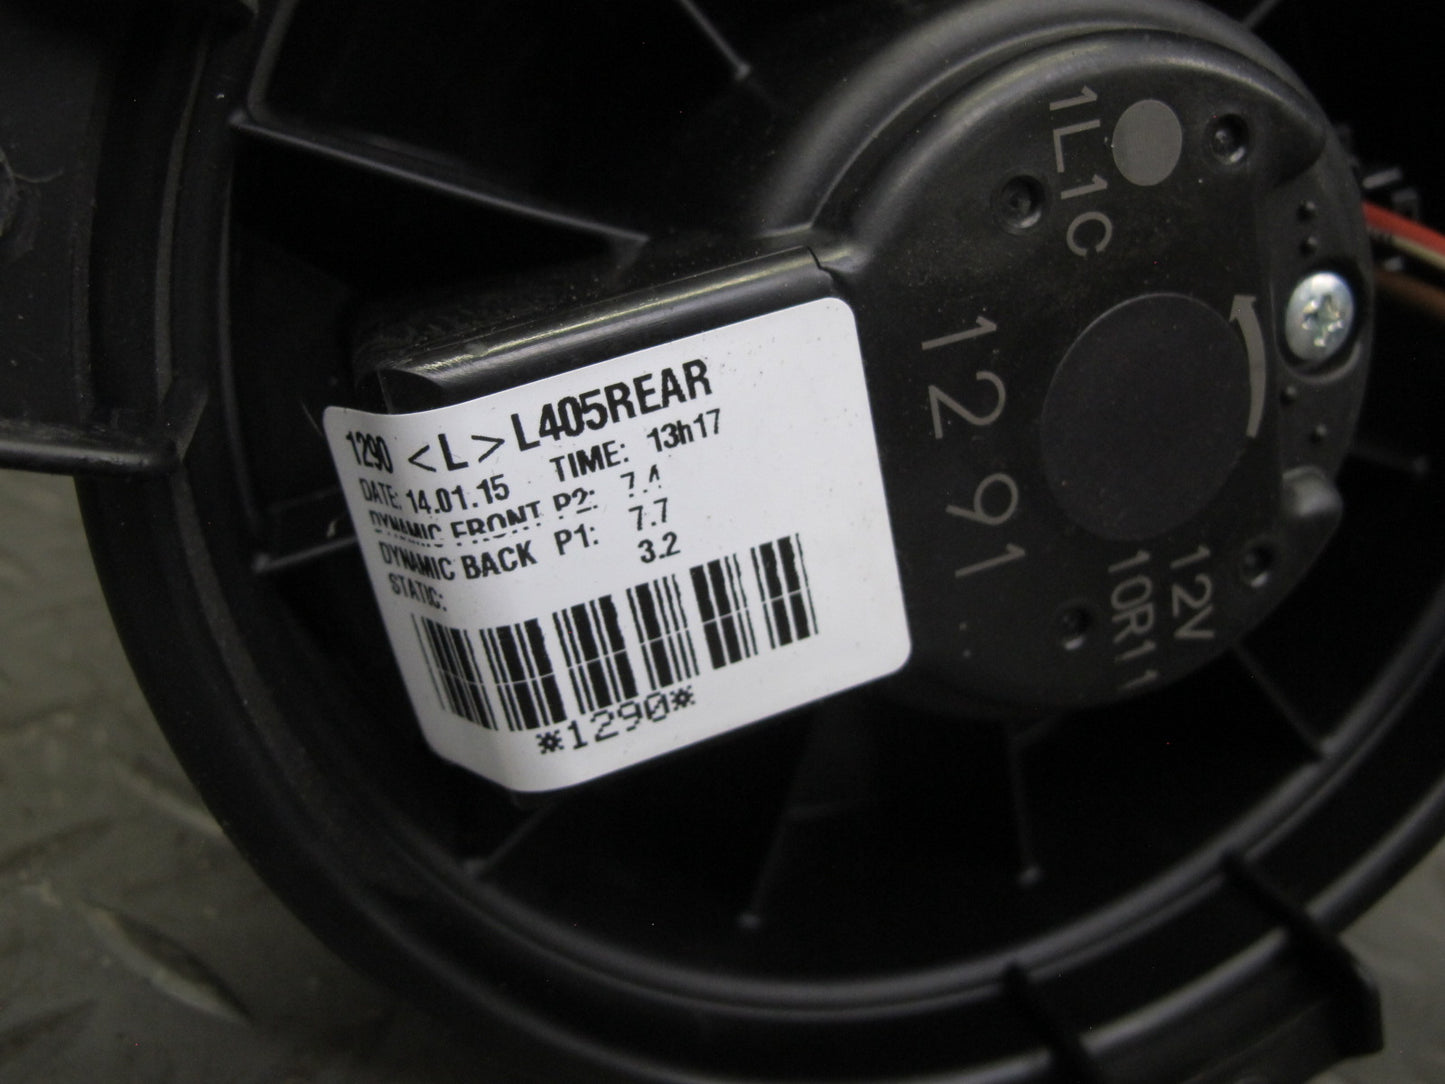 1290 <L> L405REAR
DATE: 14.01.15 TIME: 13h17
DYNAMIC FRONT P2: 7.4
DYNAMIC BACK P1: 7.7
STATIC: 3.2
*1290*
1L1C
1291
12V
10R11